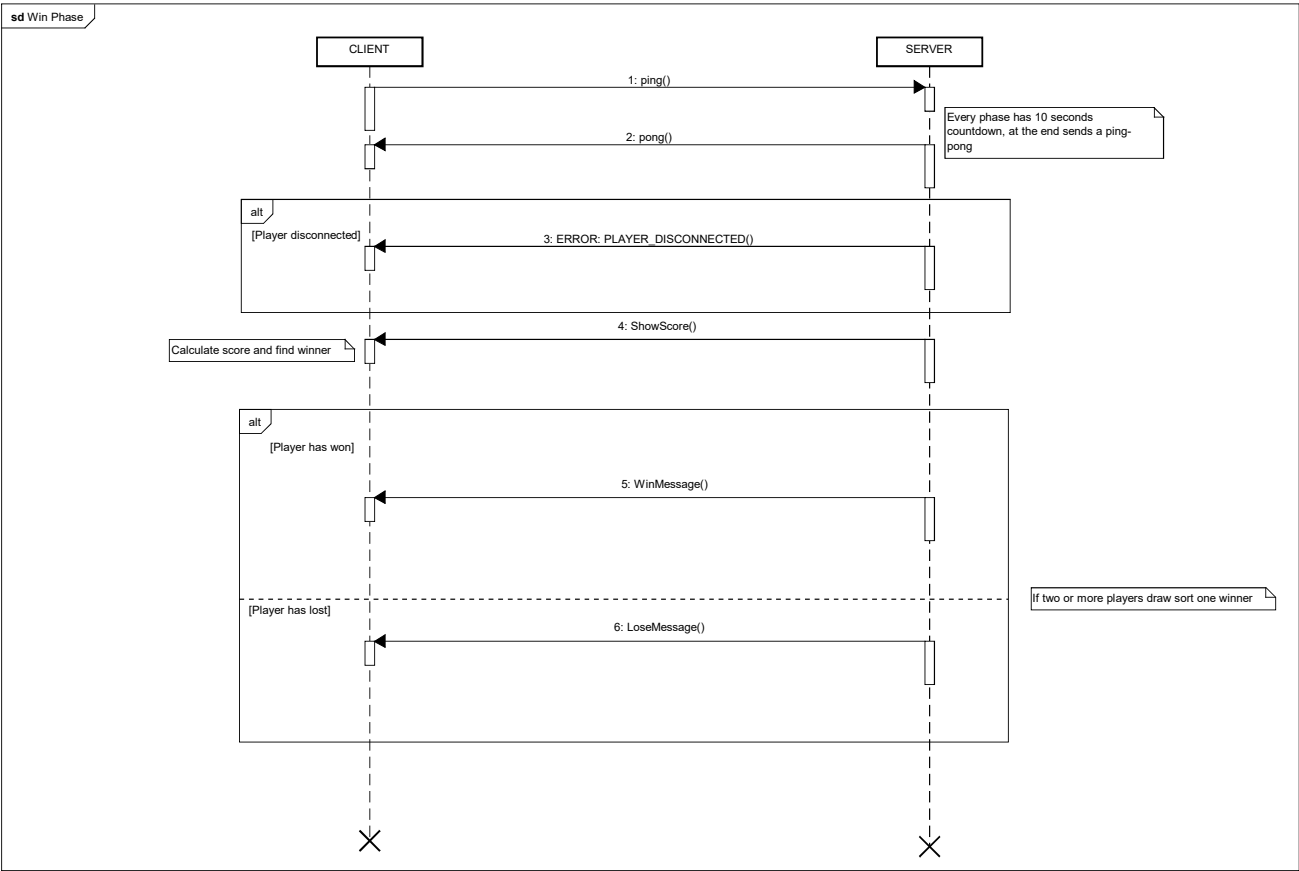 sd Win Phase
CLIENT
SERVER
1: ping()
Every phase has 10 seconds
countdown, at the end sends a ping-
pong
2: pong()
alt
[Player disconnected]
3: ERROR: PLAYER_DISCONNECTED()
4: ShowScore()
Calculate score and find winner
alt
[Player has won]
5: WinMessage()
If two or more players draw sort one winner
[Player has lost]
6: LoseMessage()